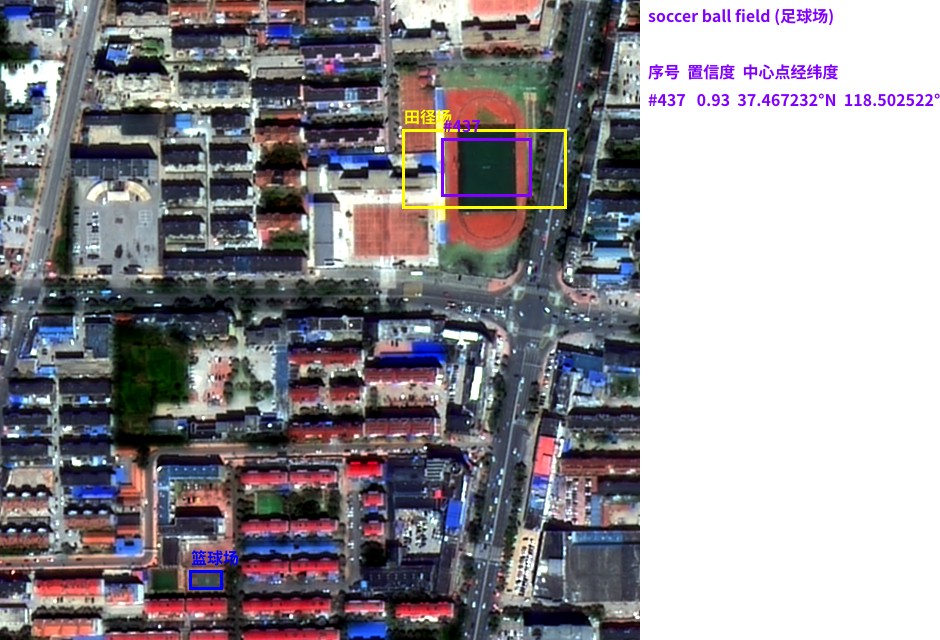 soccer ball field (足球场)
序号 置信度 中心点经纬度
#437 0.93 37.467232°N 118.502522°
田径场
#437
篮球场